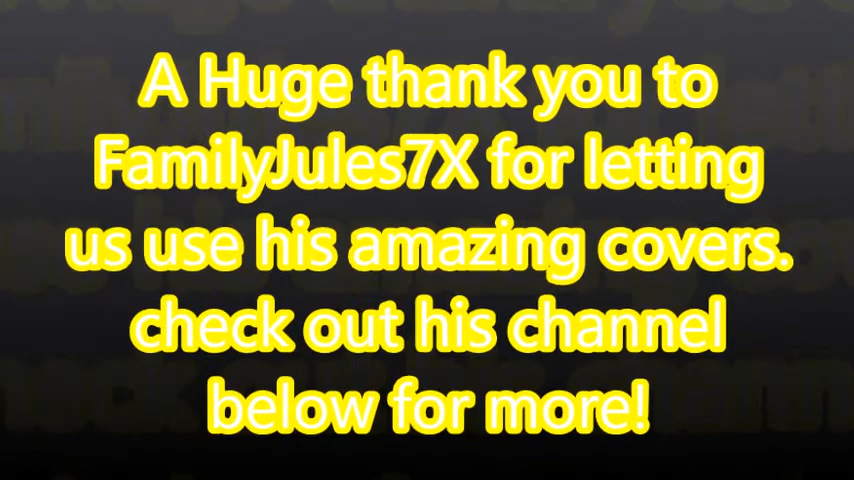 A Huge thank you to
FamilyJules7X for letting
us use his amazing covers.
check out his channel
below for more!